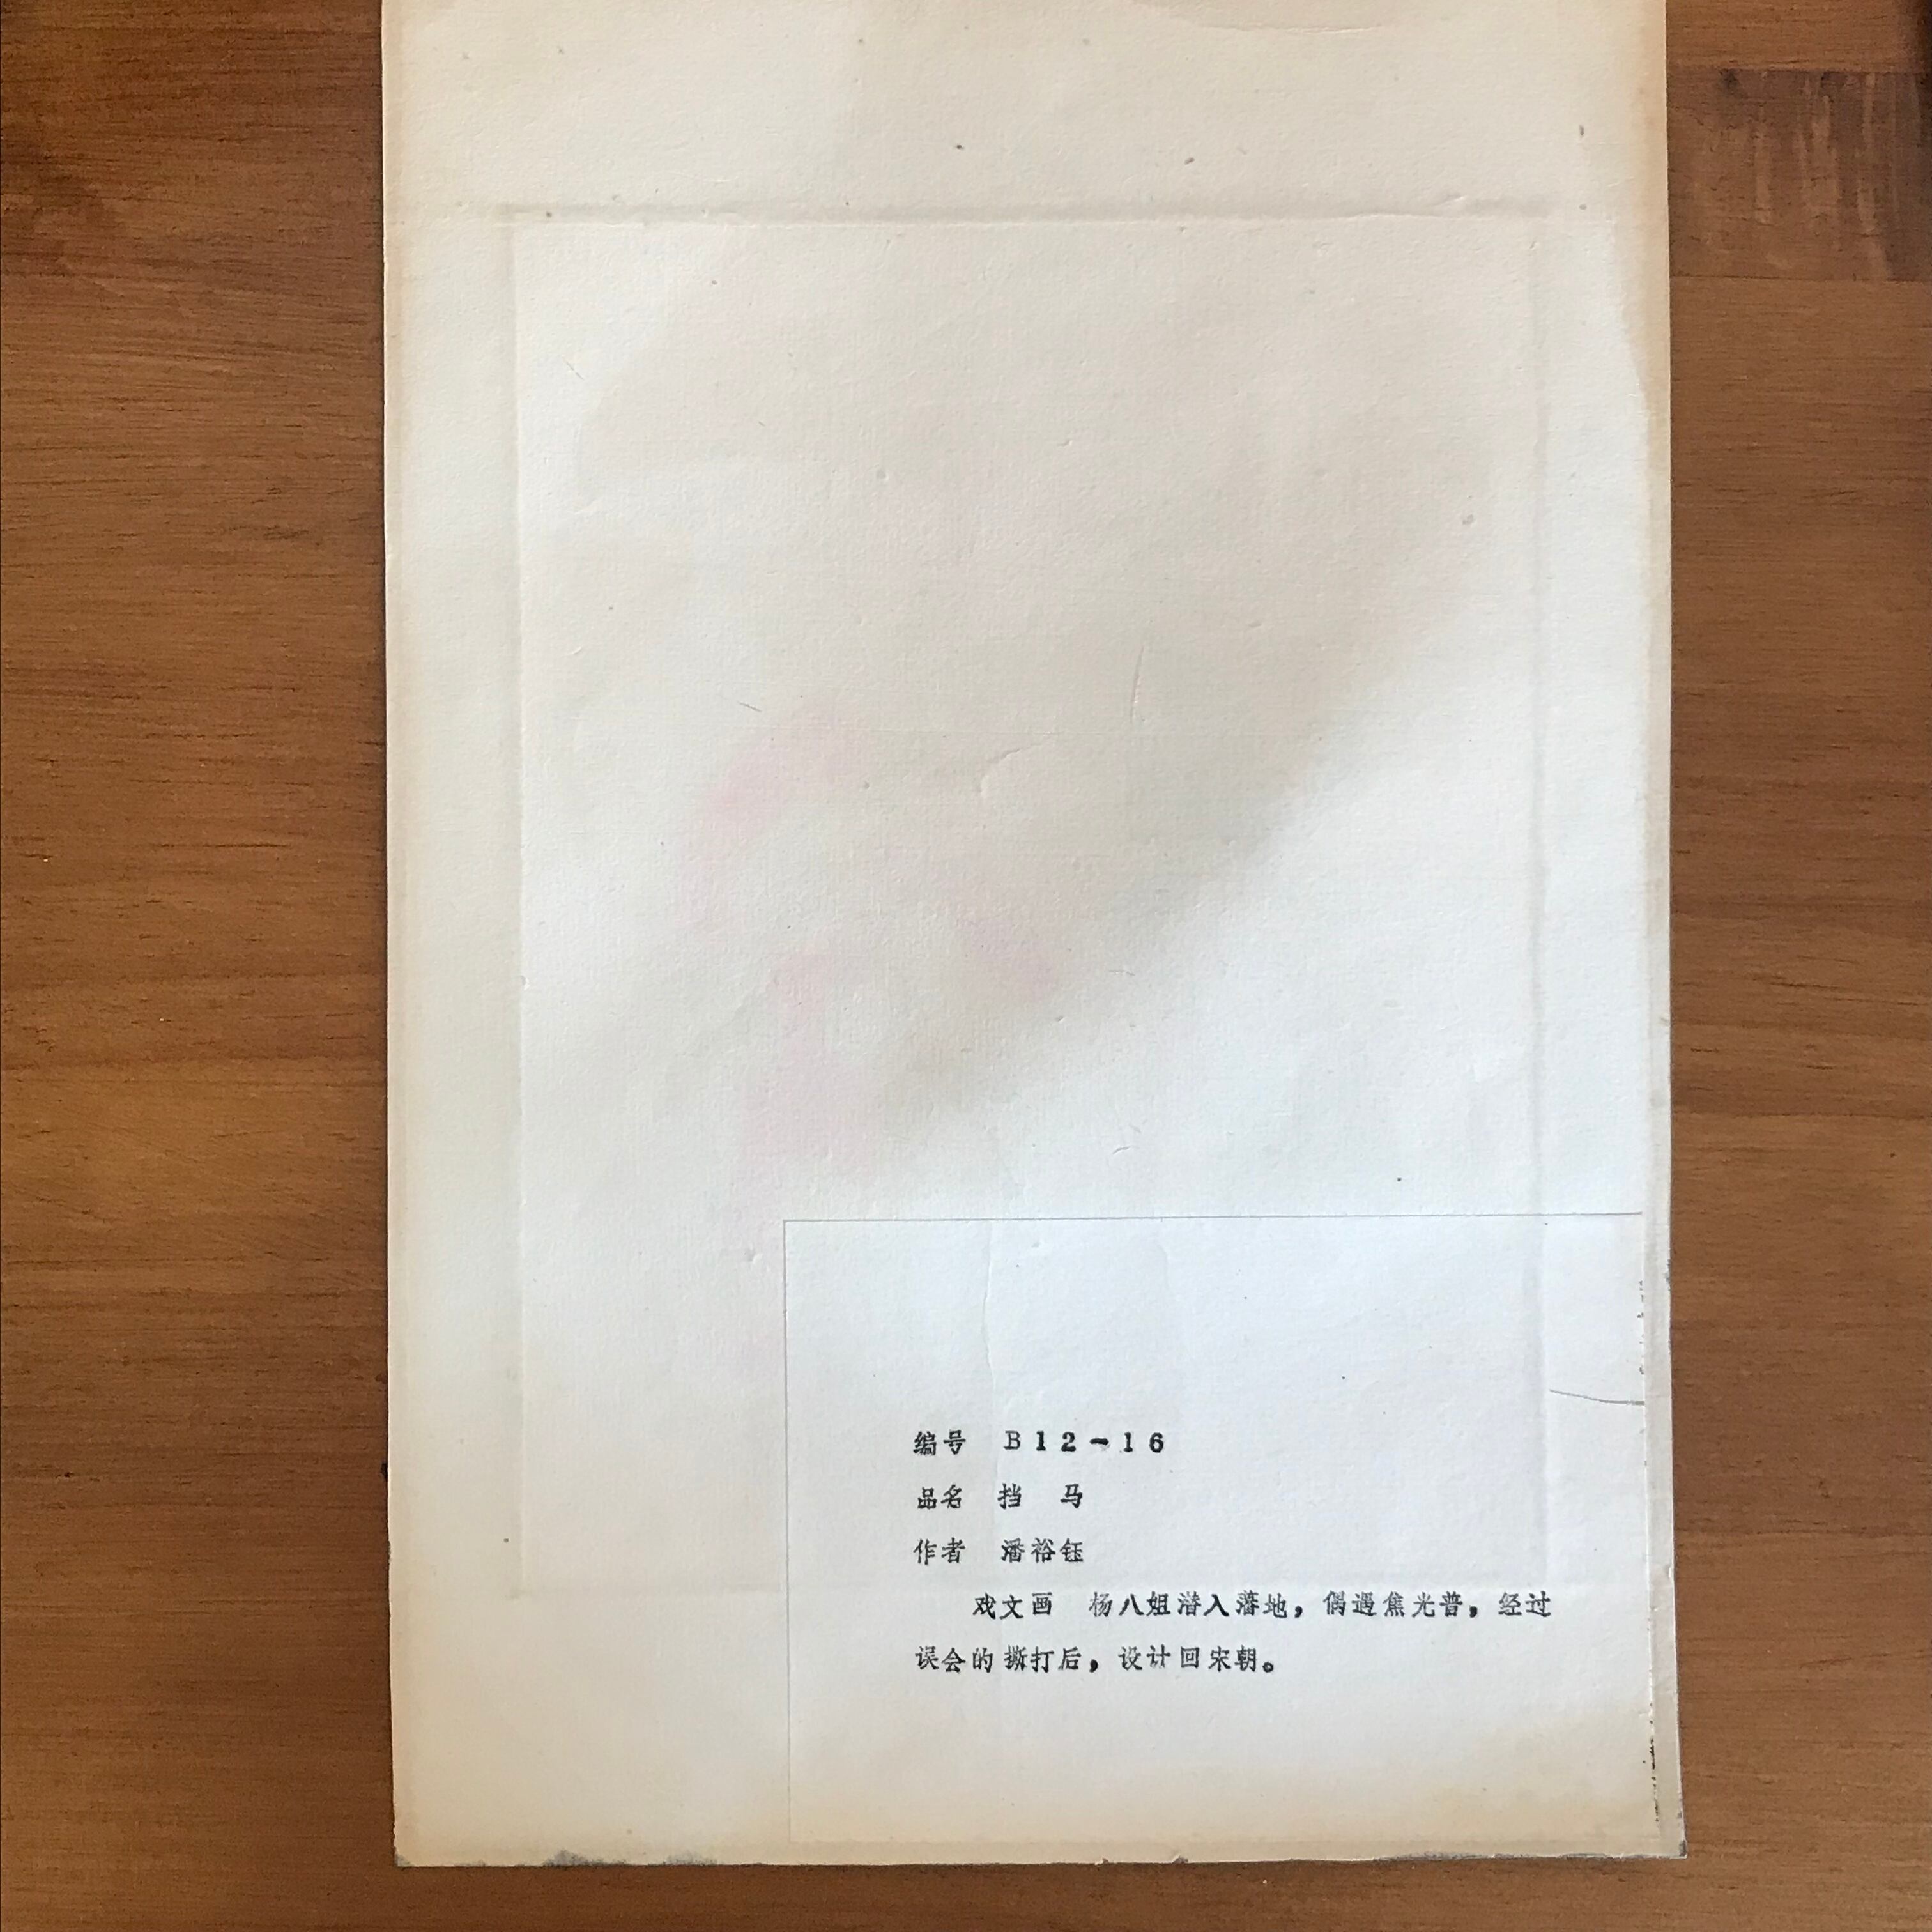 编号 B12-16
品名 挡 马
作者 潘裕钰
戏文画 杨八姐潜入藩地，偶遇焦光普，经过
误会的撕打后，设计回宋朝。